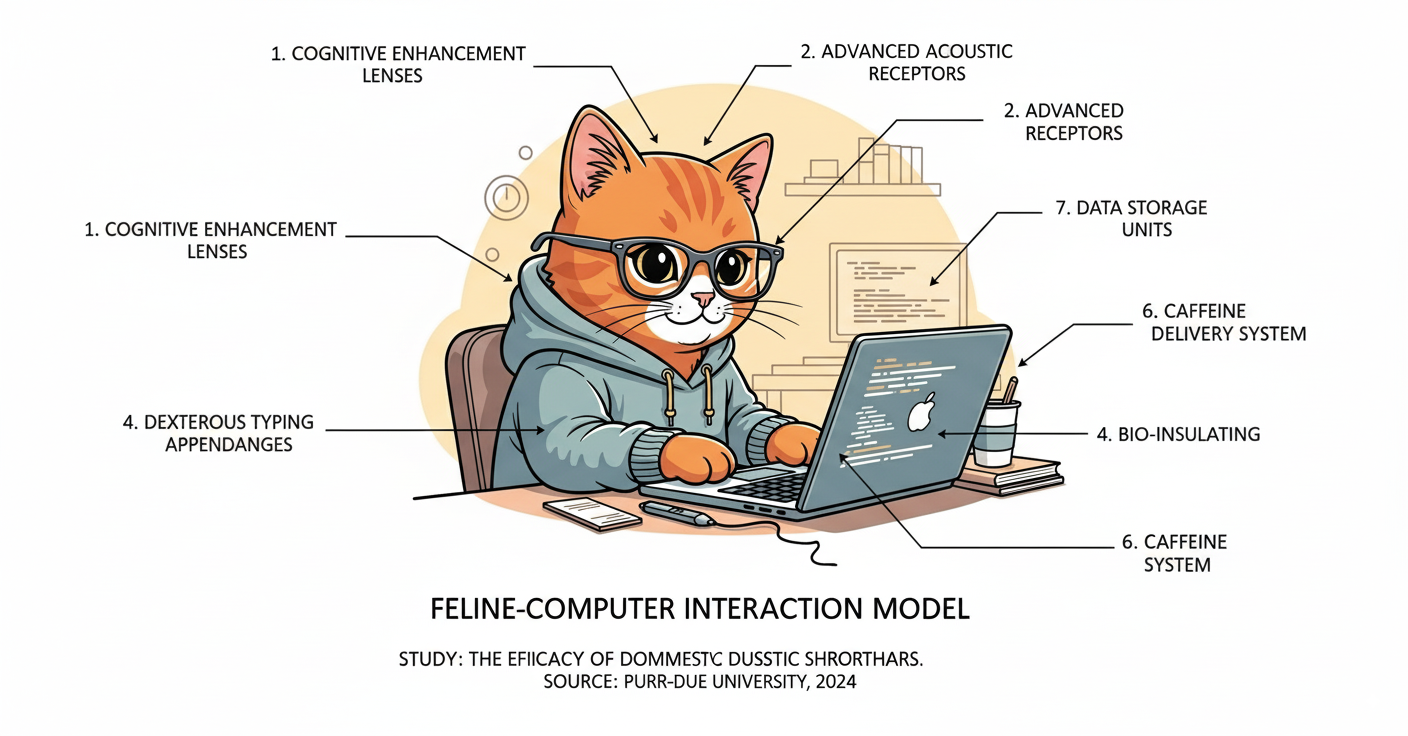 1. COGNITIVE ENHANCEMENT
LENSES
2. ADVANCED ACOUSTIC
RECEPTORS
2. ADVANCED
RECEPTORS
7. DATA STORAGE
UNITS
1. COGNITIVE ENHANCEMENT
LENSES
6. CAFFEINE
DELIVERY SYSTEM
4. DEXTEROUS TYPING
APPENDANGES
4. BIO-INSULATING
6. CAFFEINE
SYSTEM
FELINE-COMPUTER INTERACTION MODEL
STUDY: THE EFIICACY OF DOMMESTC DUSSTIC SHRORTHARS.
SOURCE: PURR-DUE UNIVERSITY, 2024